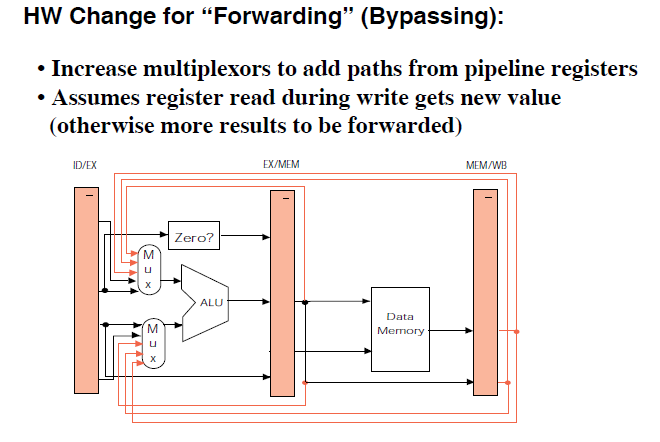 HW Change for “Forwarding” (Bypassing):
• Increase multiplexors to add paths from pipeline registers
• Assumes register read during write gets new value
(otherwise more results to be forwarded)
ID/EX
EX/MEM
MEM/WB
Zero?
M
u
x
ALU
Data
Memory
M
u
x